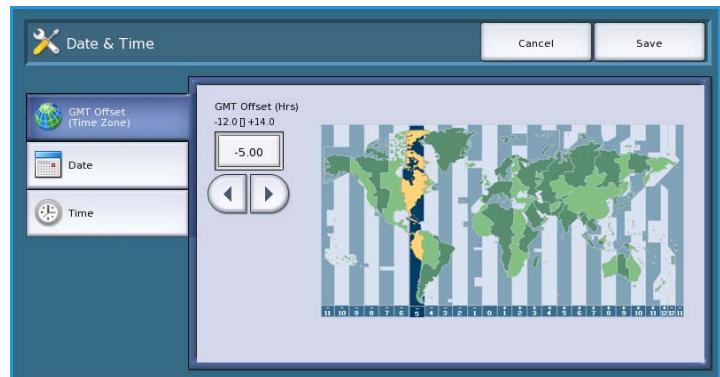 Date & Time
Cancel
Save
GMT Offset
(Time Zone)
Date
Time
GMT Offset (Hrs)
-12.0 [] +14.0
-5.00
11 10 9 8 7 6 5 4 3 2 1 0 1 2 3 4 5 6 7 8 9 10 11 12 12 11